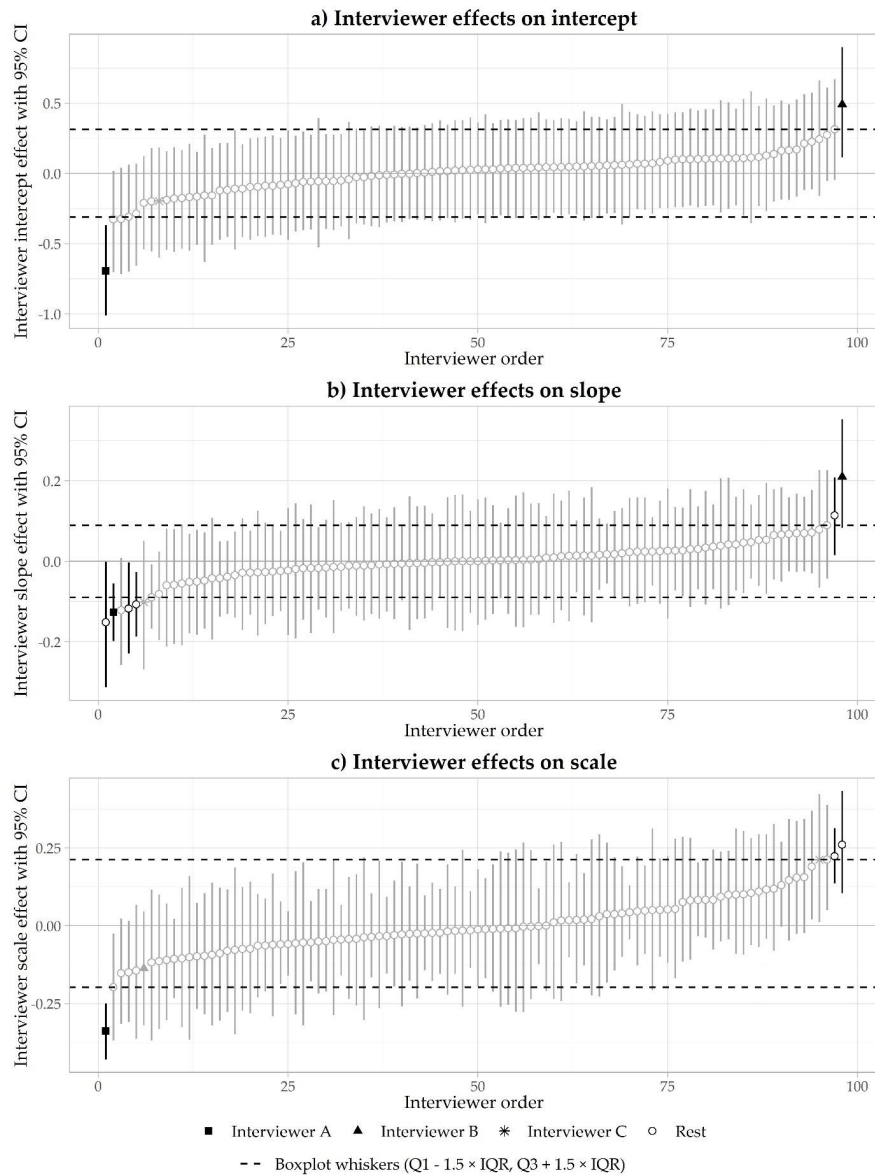 a) Interviewer effects on intercept
Interviewer intercept effect with 95% CI
0.5
0.0
-0.5
-1.0
0
25
50
75
100
Interviewer order
b) Interviewer effects on slope
Interviewer slope effect with 95% CI
0.2
0.0
-0.2
0
25
50
75
100
Interviewer order
c) Interviewer effects on scale
Interviewer scale effect with 95% CI
0.25
0.00
-0.25
0
25
50
75
100
Interviewer order
Interviewer A
Interviewer B
Interviewer C
Rest
Boxplot whiskers (Q1 - 1.5 × IQR, Q3 + 1.5 × IQR)